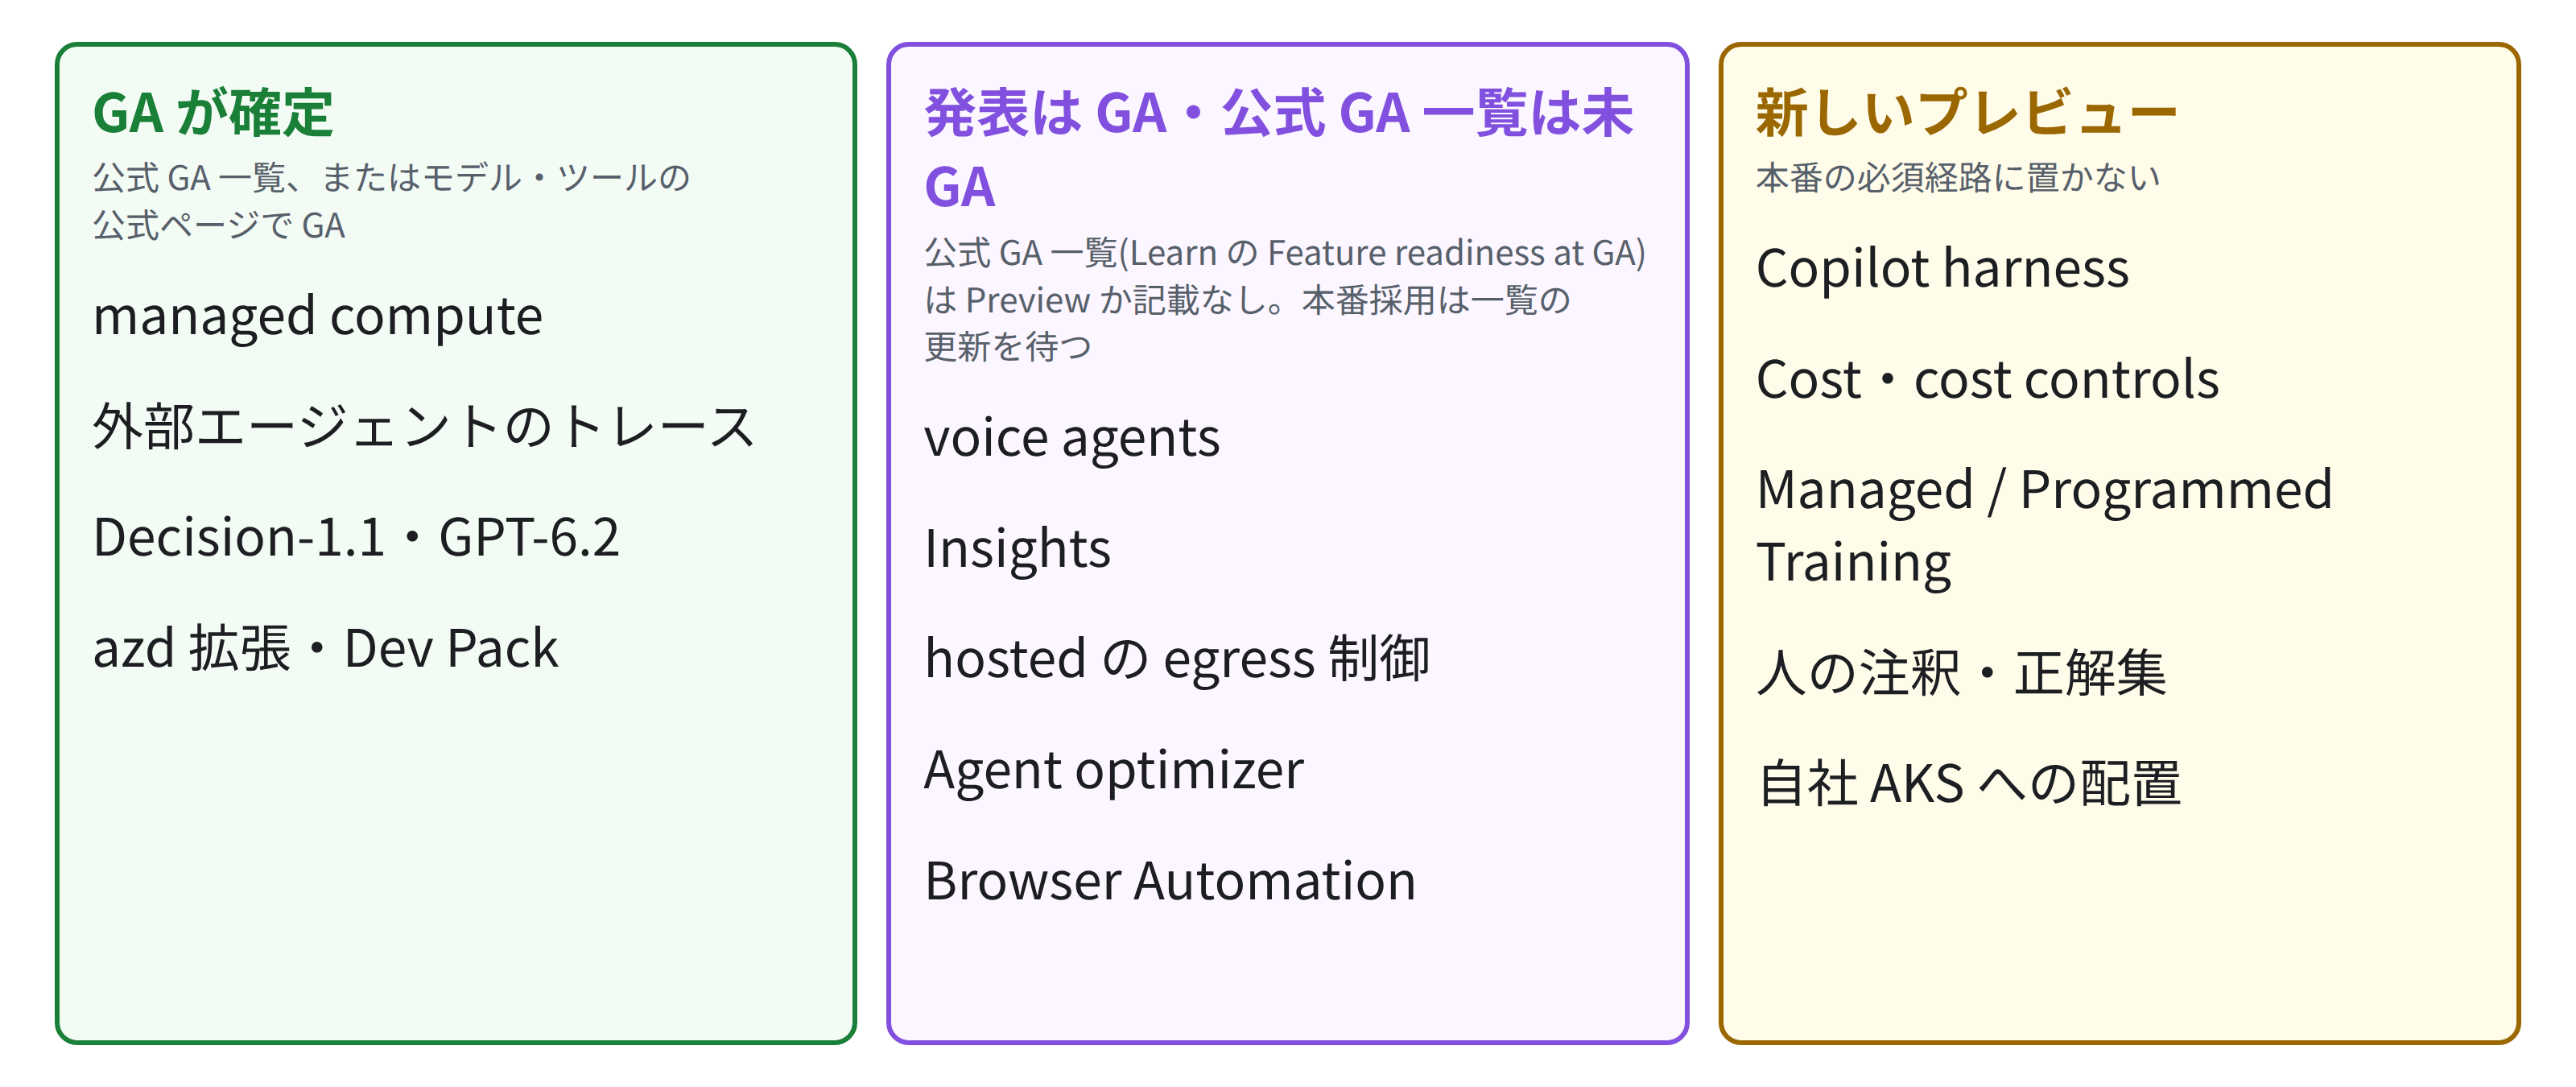 GA が確定
公式 GA 一覧、またはモデル・ツールの
公式ページで GA
managed compute
外部エージェントのトレース
Decision-1.1・GPT-6.2
azd 拡張・Dev Pack
発表は GA・公式 GA 一覧は未
GA
公式 GA 一覧(Learn の Feature readiness at GA)
は Preview か記載なし。本番採用は一覧の
更新を待つ
voice agents
Insights
hosted の egress 制御
Agent optimizer
Browser Automation
新しいプレビュー
本番の必須経路に置かない
Copilot harness
Cost・cost controls
Managed / Programmed
Training
人の注釈・正解集
自社 AKS への配置